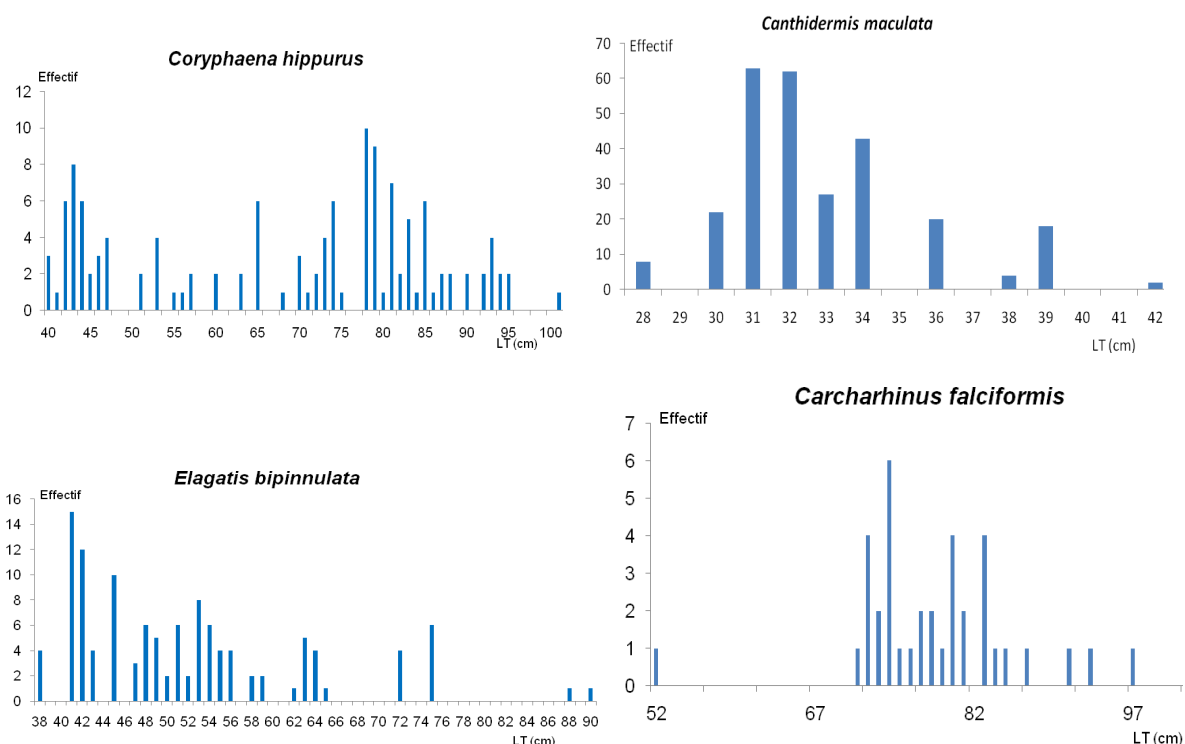 Coryphaena hippurus
Effectif
12
10
8
6
4
2
0
40 45 50 55 60 65 70 75 80 85 90 95 100
LT (cm)
Canthidermis maculata
Effectif
70
60
50
40
30
20
10
0
28 29 30 31 32 33 34 35 36 37 38 39 40 41 42
LT (cm)
Elagatis bipinnulata
Effectif
16
14
12
10
8
6
4
2
0
38 40 42 44 46 48 50 52 54 56 58 60 62 64 66 68 70 72 74 76 78 80 82 84 86 88 90
LT (cm)
Carcharhinus falciformis
Effectif
7
6
5
4
3
2
1
0
52 67 82 97
LT (cm)